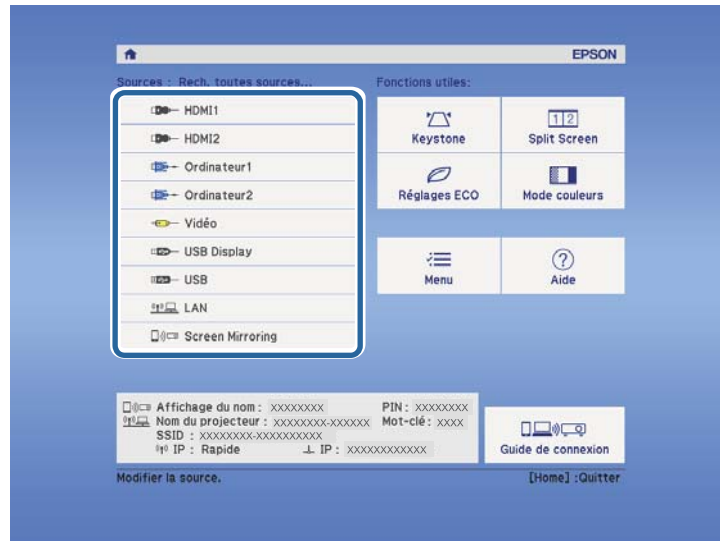 EPSON
Sources : Rech. toutes sources...
Fonctions utiles:
HDMI1
HDMI2
Ordinateur1
Ordinateur2
Vidéo
USB Display
USB
LAN
Screen Mirroring
Keystone
1 2
Split Screen
Réglages ECO
Mode couleurs
Menu
?
Aide
Affichage du nom : XXXXXXXX PIN : XXXXXXXX
Nom du projecteur : XXXXXXXX-XXXXXX Mot-clé : XXXX
SSID : XXXXXXXX-XXXXXXXXXX
IP : Rapide IP : XXXXXXXXXXXX
Guide de connexion
Modifier la source. [Home] :Quitter